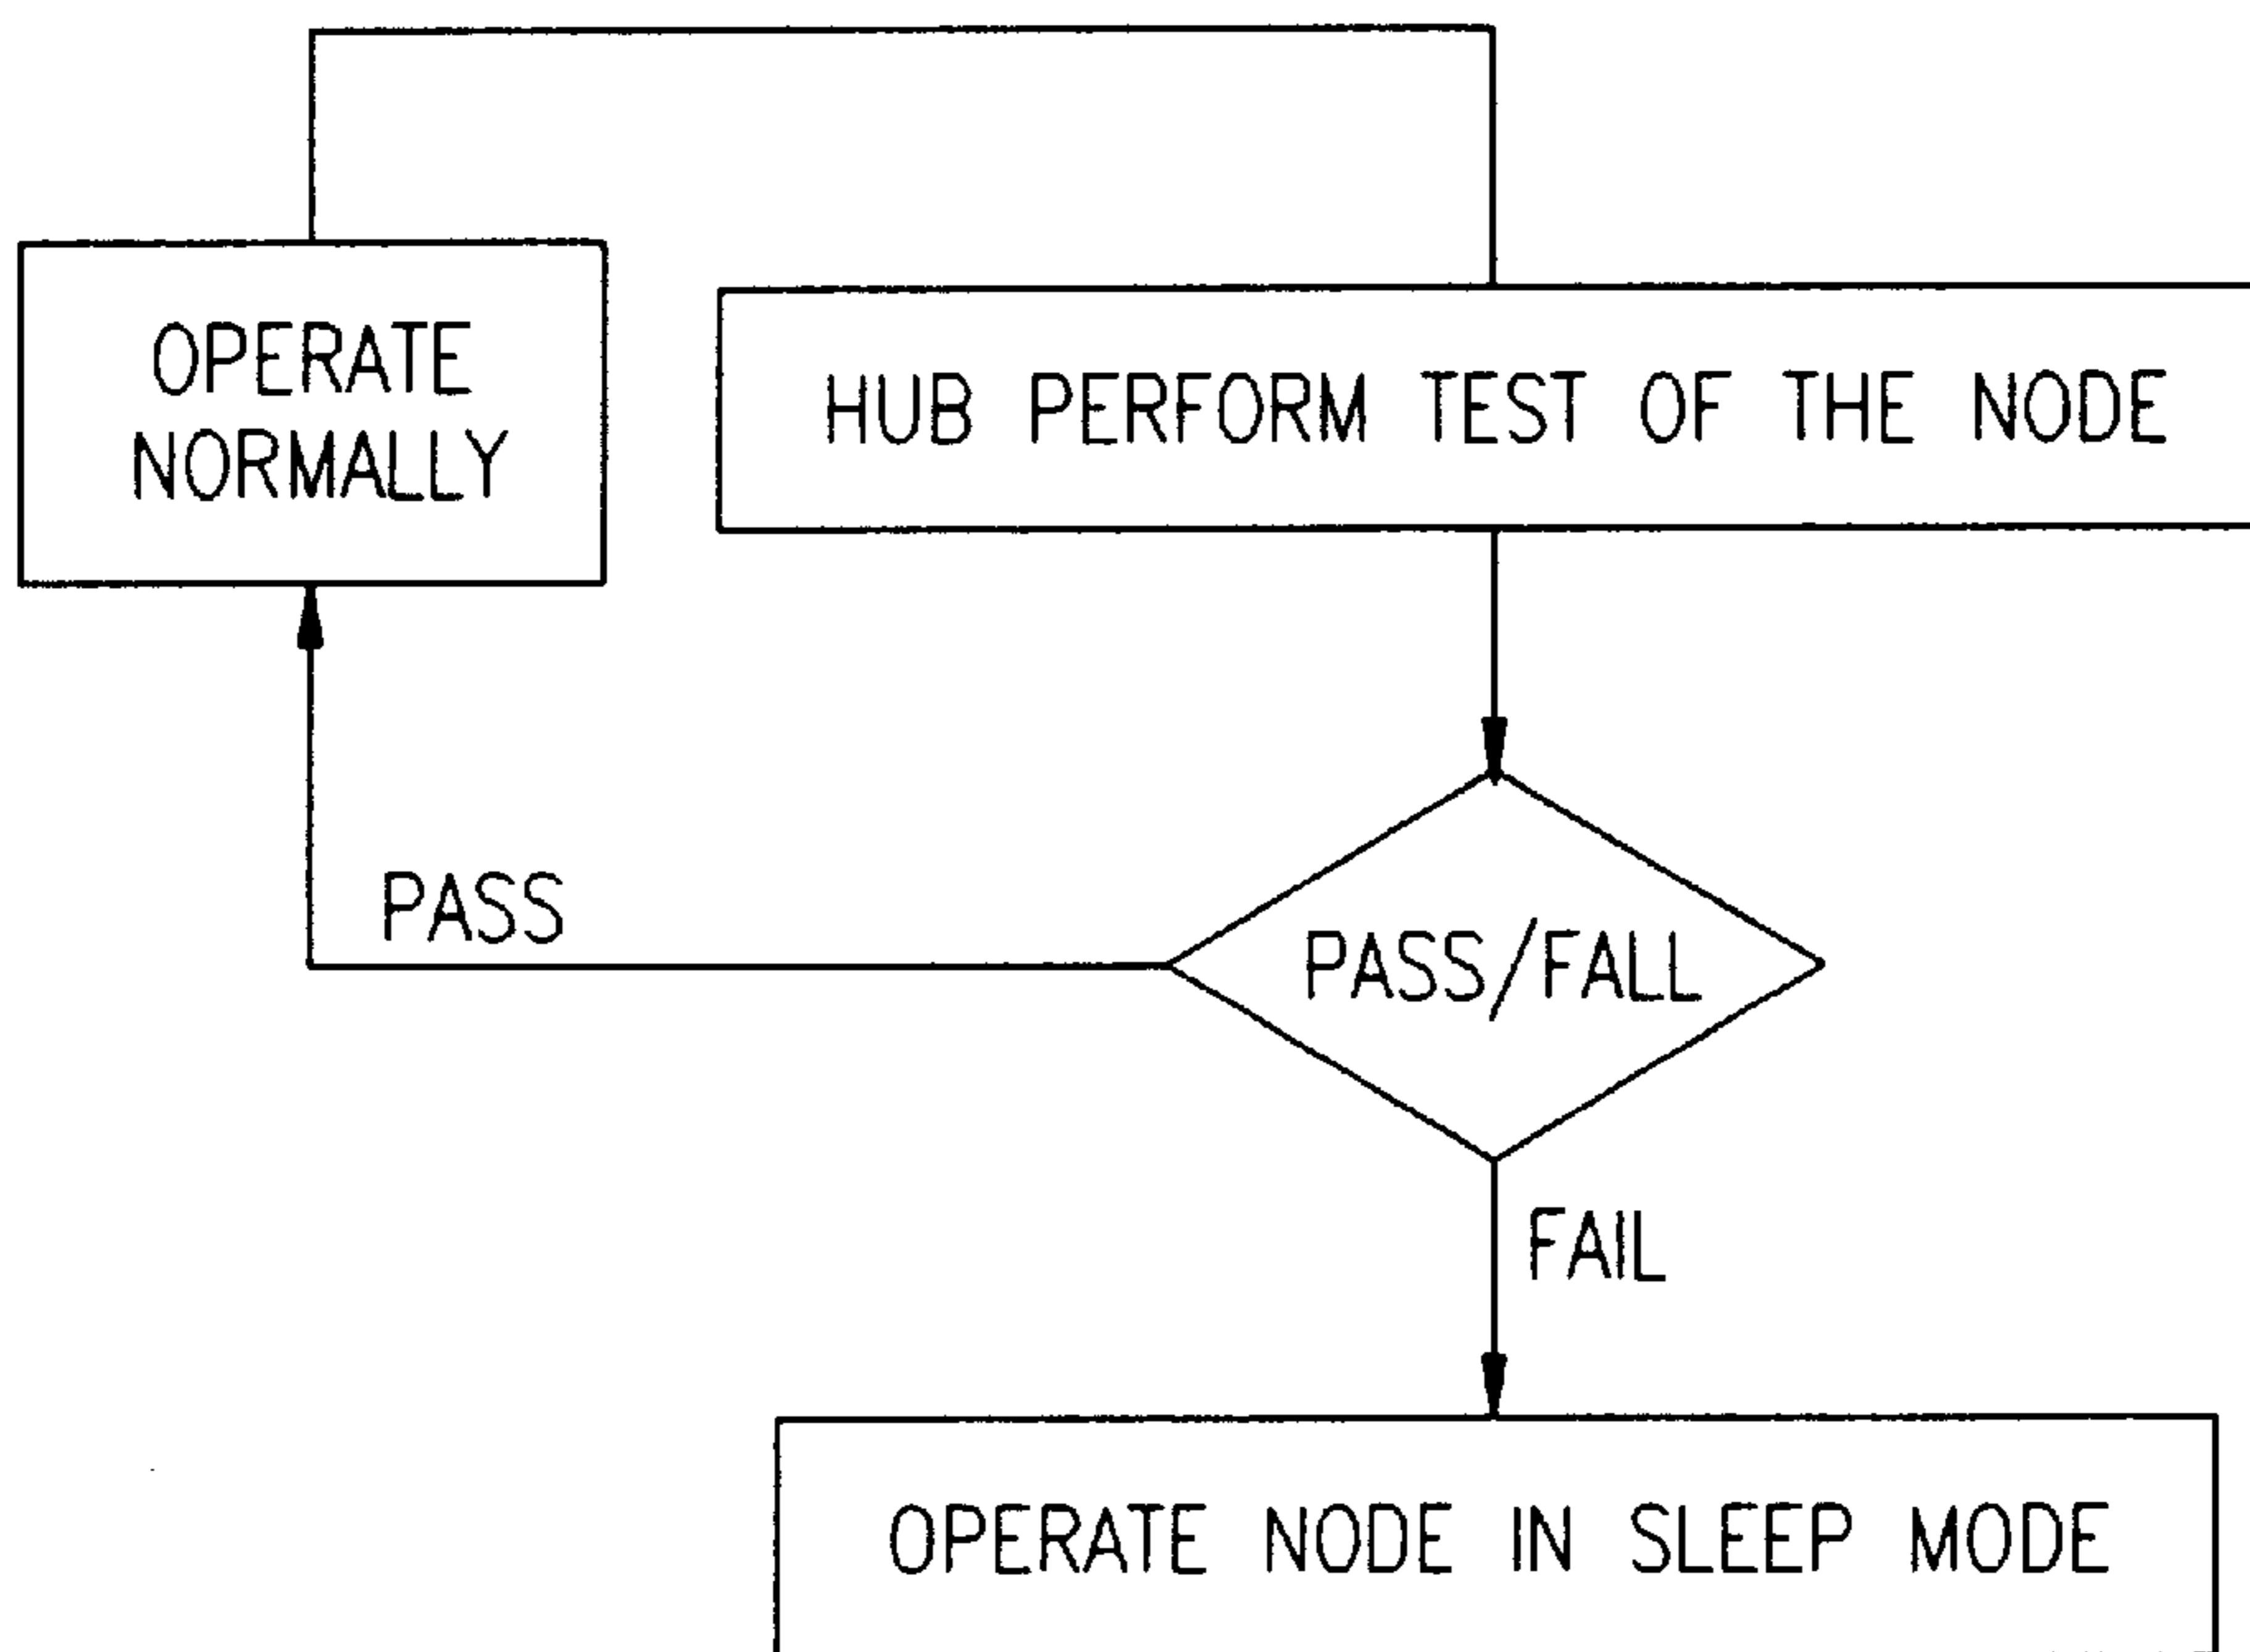 OPERATE
NORMALLY
HUB PERFORM TEST OF THE NODE
PASS
PASS/FALL
FAIL
OPERATE NODE IN SLEEP MODE